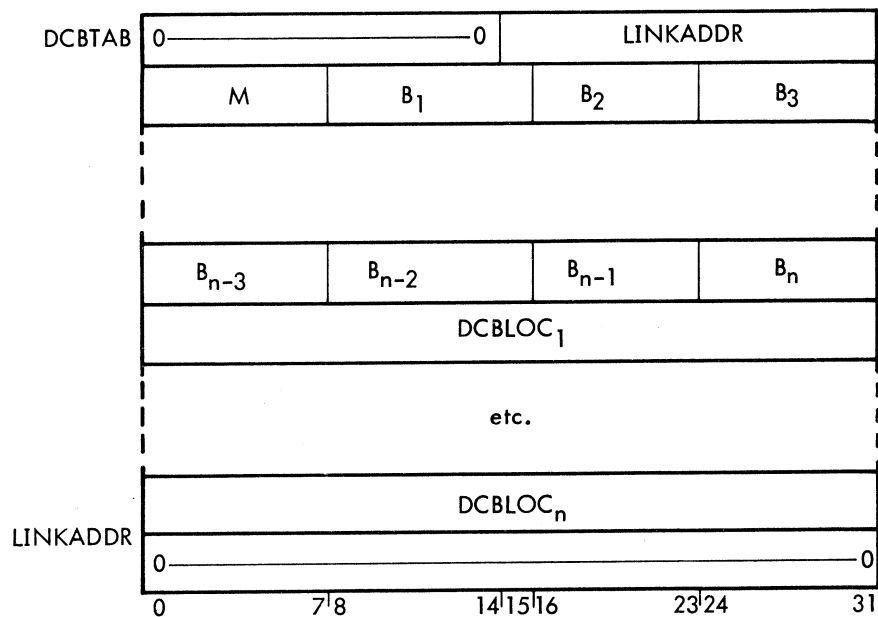 DCBTAB 0 0 LINKADDR
M B1 B2 B3
Bn-3 Bn-2 Bn-1 Bn
DCBLOC1
etc.
DCBLOCn
LINKADDR
0 0
0 7 8 14 15 16 23 24 31